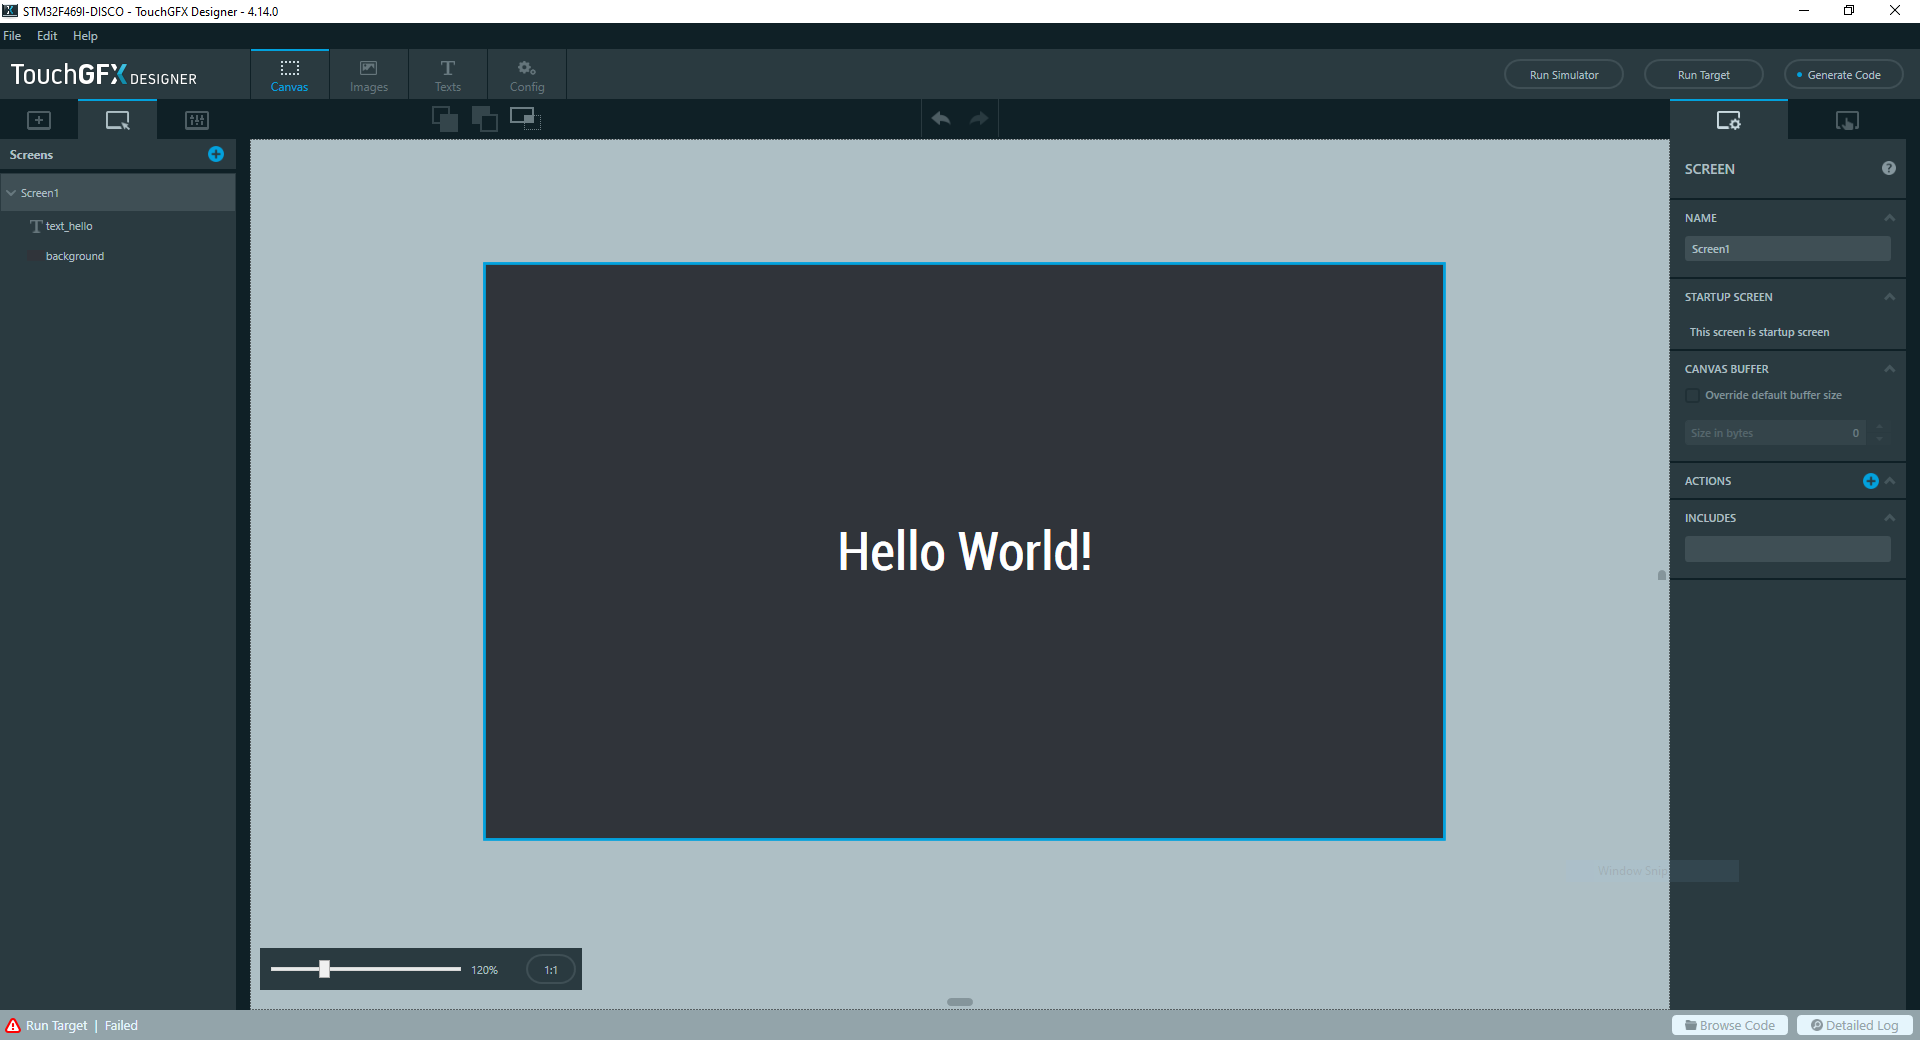 STM32F469I-DISCO - TouchGFX Designer - 4.14.0
File Edit Help
TouchGFX DESIGNER
Canvas
Images
Texts
Config
Run Simulator
Run Target
Generate Code
Screens
Screen1
text_hello
background
Hello World!
120%
1:1
SCREEN
NAME
Screen1
STARTUP SCREEN
This screen is startup screen
CANVAS BUFFER
Override default buffer size
Size in bytes 0
ACTIONS
INCLUDES
Window Snip
Run Target | Failed
Browse Code
Detailed Log